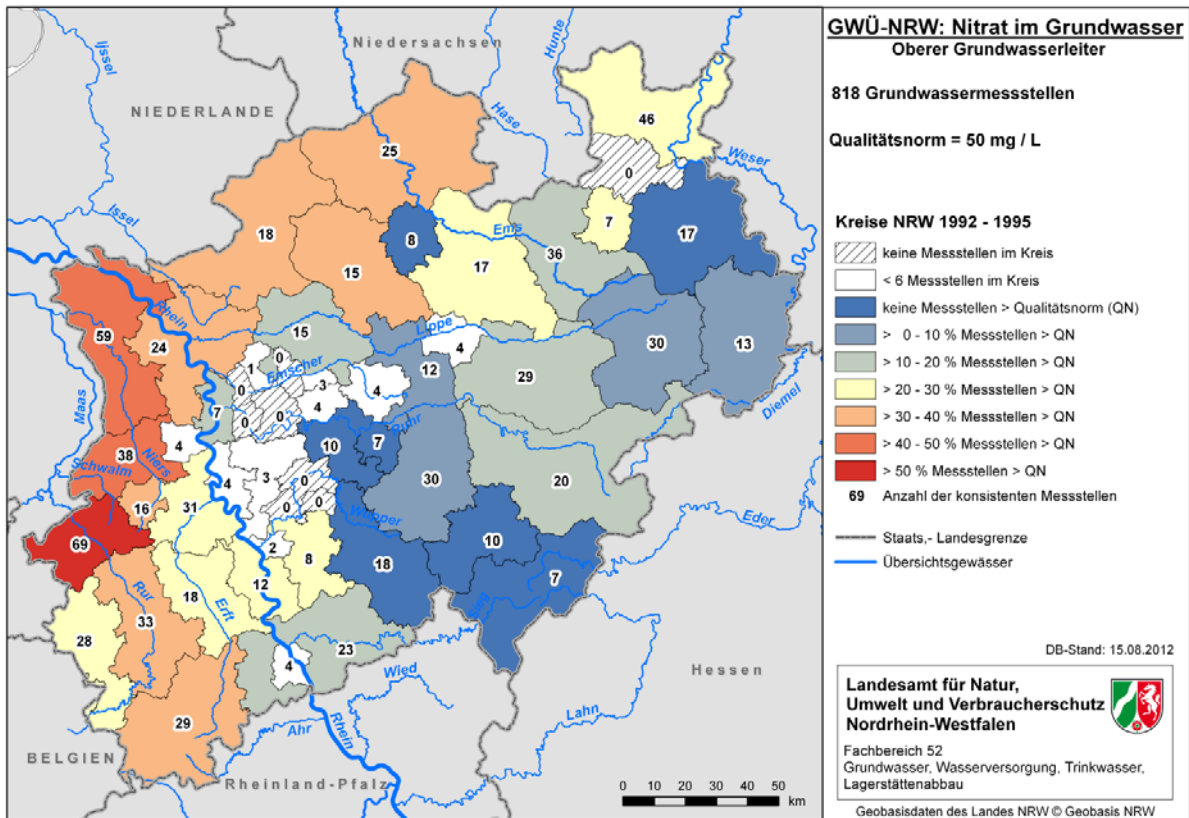 GWÜ-NRW: Nitrat im Grundwasser
Oberer Grundwasserleiter
818 Grundwassermessstellen
Qualitätsnorm = 50 mg / L
Kreise NRW 1992 - 1995
keine Messstellen im Kreis
< 6 Messstellen im Kreis
keine Messstellen > Qualitätsnorm (QN)
> 0 - 10 % Messstellen > QN
> 10 - 20 % Messstellen > QN
> 20 - 30 % Messstellen > QN
> 30 - 40 % Messstellen > QN
> 40 - 50 % Messstellen > QN
> 50 % Messstellen > QN
69 Anzahl der konsistenten Messstellen
Staats,- Landesgrenze
Übersichtsgewässer
DB-Stand: 15.08.2012
Landesamt für Natur,
Umwelt und Verbraucherschutz
Nordrhein-Westfalen
Fachbereich 52
Grundwasser, Wasserversorgung, Trinkwasser,
Lagerstättenabbau
Geobasisdaten des Landes NRW © Geobasis NRW
Ijssel
Niedersachsen
Hunte
NIEDERLANDE
Hase
46
25
Weser
0
Issel
7
18
8
Ems
36
17
15
17
Rhein
59
24
15
Lippe
30
13
4
Emscher
1
0
12
29
0
3
4
Maas
7
0
0
4
Diemel
4
10
7
Ruhr
38
Niers
Schwalm
4
3
0
30
20
16
31
0
0
Wupper
Eder
69
2
8
18
10
12
7
Rur
18
Erft
Sieg
28
33
23
4
Wied
Hessen
29
Lahn
Ahr
Rhein
BELGIEN
Rheinland-Pfalz
0 10 20 30 40 50
km